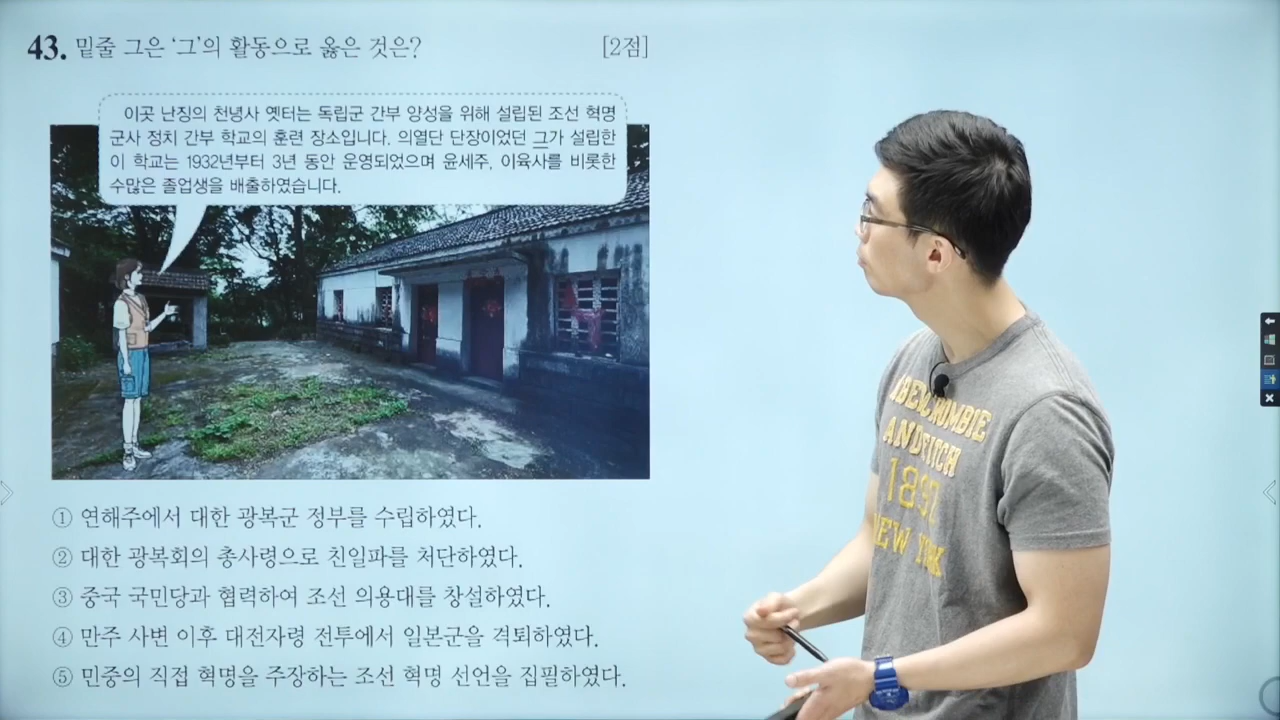 43. 밑줄 그은 '그'의 활동으로 옳은 것은? [2점]
이곳 난징의 천녕사 옛터는 독립군 간부 양성을 위해 설립된 조선 혁명
군사 정치 간부 학교의 훈련 장소입니다. 의열단 단장이었던 그가 설립한
이 학교는 1932년부터 3년 동안 운영되었으며 윤세주, 이육사를 비롯한
수많은 졸업생을 배출하였습니다.
① 연해주에서 대한 광복군 정부를 수립하였다.
② 대한 광복회의 총사령으로 친일파를 처단하였다.
③ 중국 국민당과 협력하여 조선 의용대를 창설하였다.
④ 만주 사변 이후 대전자령 전투에서 일본군을 격퇴하였다.
⑤ 민중의 직접 혁명을 주장하는 조선 혁명 선언을 집필하였다.
ABERCROMBIE
AND FITCH
189
NEW YORK